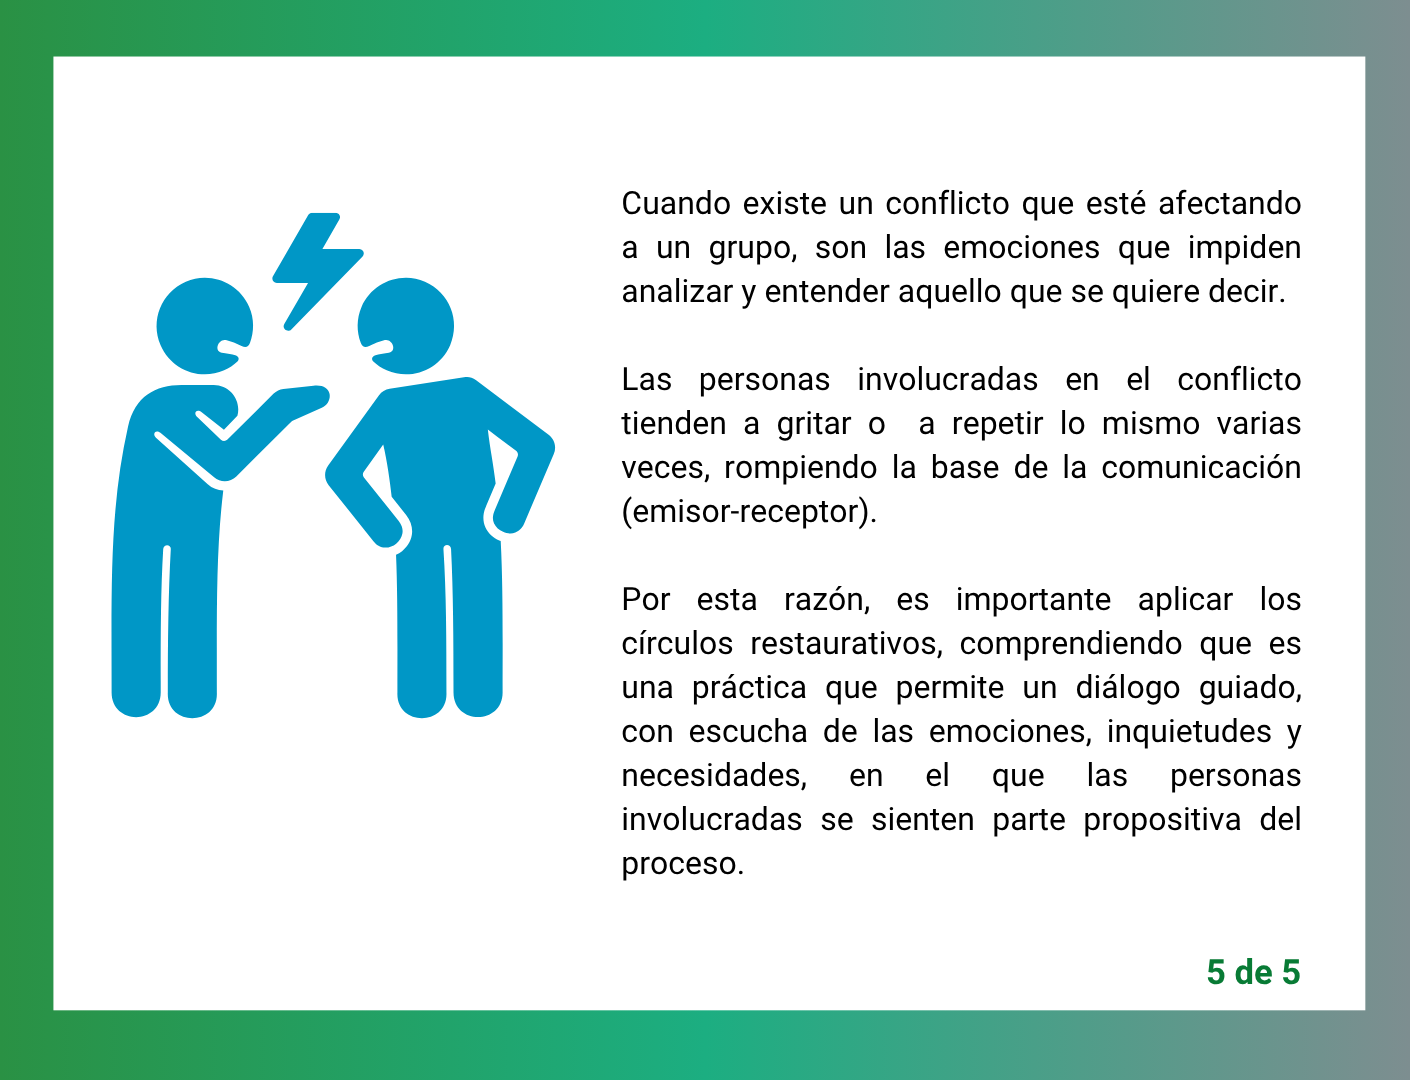 Cuando existe un conflicto que esté afectando
a un grupo, son las emociones que impiden
analizar y entender aquello que se quiere decir.
Las personas involucradas en el conflicto
tienden a gritar o a repetir lo mismo varias
veces, rompiendo la base de la comunicación
(emisor-receptor).
Por esta razón, es importante aplicar los
círculos restaurativos, comprendiendo que es
una práctica que permite un diálogo guiado,
con escucha de las emociones, inquietudes y
necesidades, en el que las personas
involucradas se sienten parte propositiva del
proceso.
5 de 5